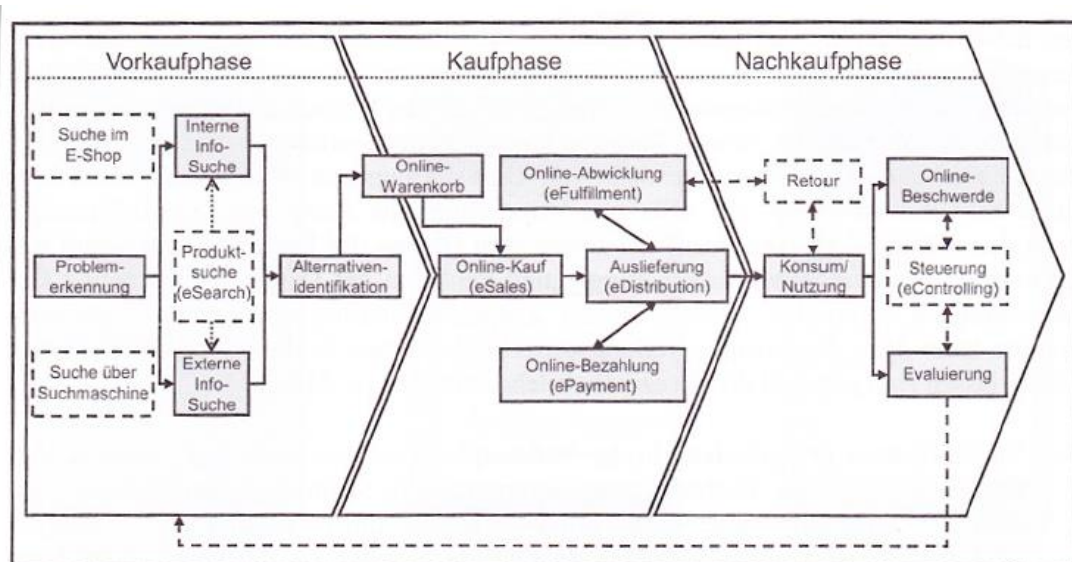 Vorkaufphase
Kaufphase
Nachkaufphase
Suche im
E-Shop
Interne
Info-
Suche
Problem-
erkennung
Produkt-
suche
(eSearch)
Suche über
Suchmaschine
Externe
Info-
Suche
Alternativen-
identifikation
Online-
Warenkorb
Online-Kauf
(eSales)
Online-Abwicklung
(eFulfillment)
Auslieferung
(eDistribution)
Online-Bezahlung
(ePayment)
Retour
Konsum/
Nutzung
Online-
Beschwerde
Steuerung
(eControlling)
Evaluierung